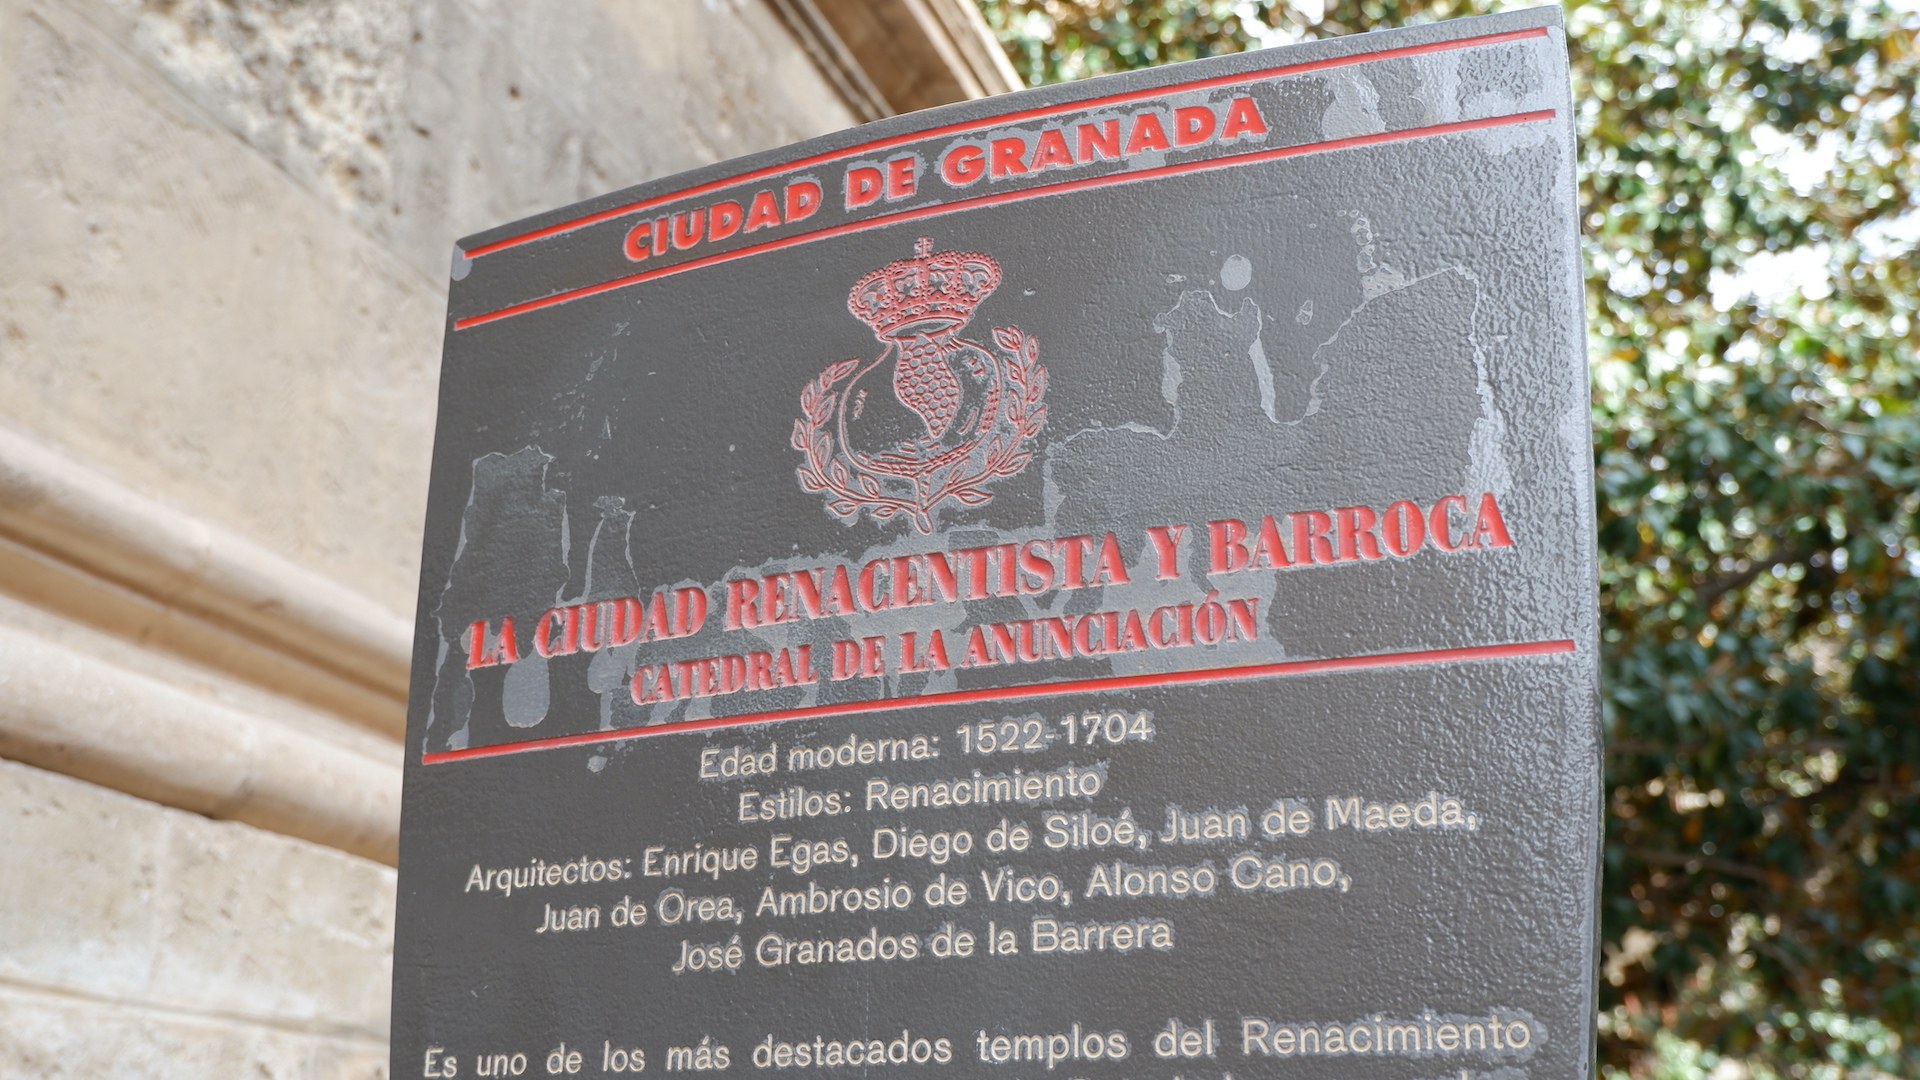 CIUDAD DE GRANADA
LA CIUDAD RENACENTISTA Y BARROCA
CATEDRAL DE LA ANUNCIACIÓN
Edad moderna: 1522-1704
Estilos: Renacimiento
Arquitectos: Enrique Egas, Diego de Siloé, Juan de Maeda,
Juan de Orea, Ambrosio de Vico, Alonso Cano,
José Granados de la Barrera
Es uno de los más destacados templos del Renacimiento